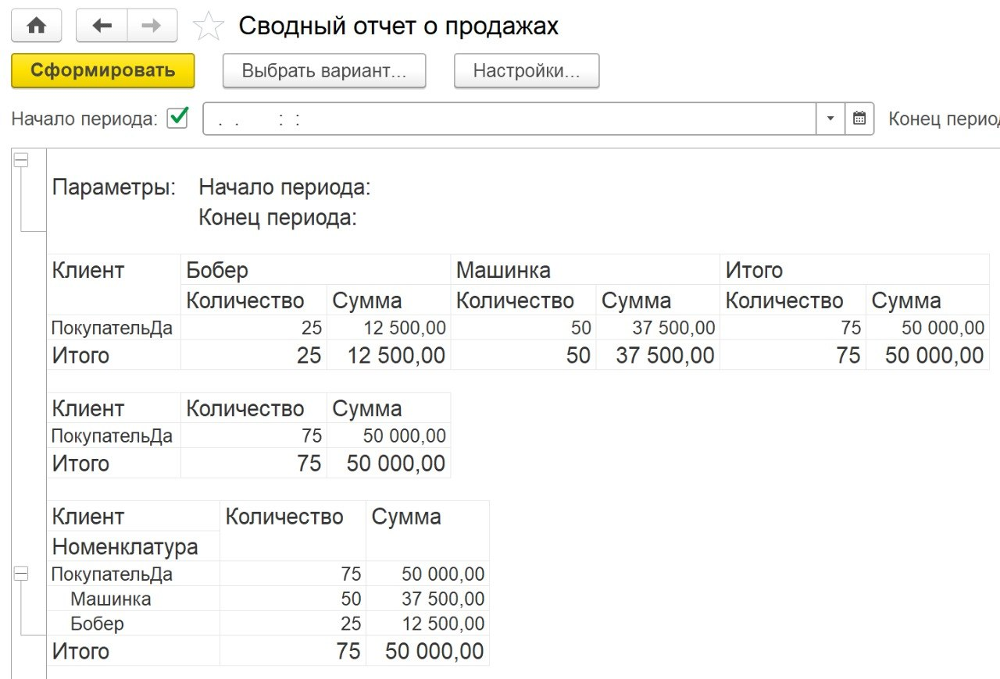 Сводный отчет о продажах
Сформировать Выбрать вариант... Настройки...
Начало периода: . . : : Конец перио
Параметры: Начало периода:
Конец периода:
Клиент Бобер Машинка Итого
Количество Сумма Количество Сумма Количество Сумма
ПокупательДа 25 12 500,00 50 37 500,00 75 50 000,00
Итого 25 12 500,00 50 37 500,00 75 50 000,00
Клиент Количество Сумма
ПокупательДа 75 50 000,00
Итого 75 50 000,00
Клиент Количество Сумма
Номенклатура
ПокупательДа 75 50 000,00
Машинка 50 37 500,00
Бобер 25 12 500,00
Итого 75 50 000,00